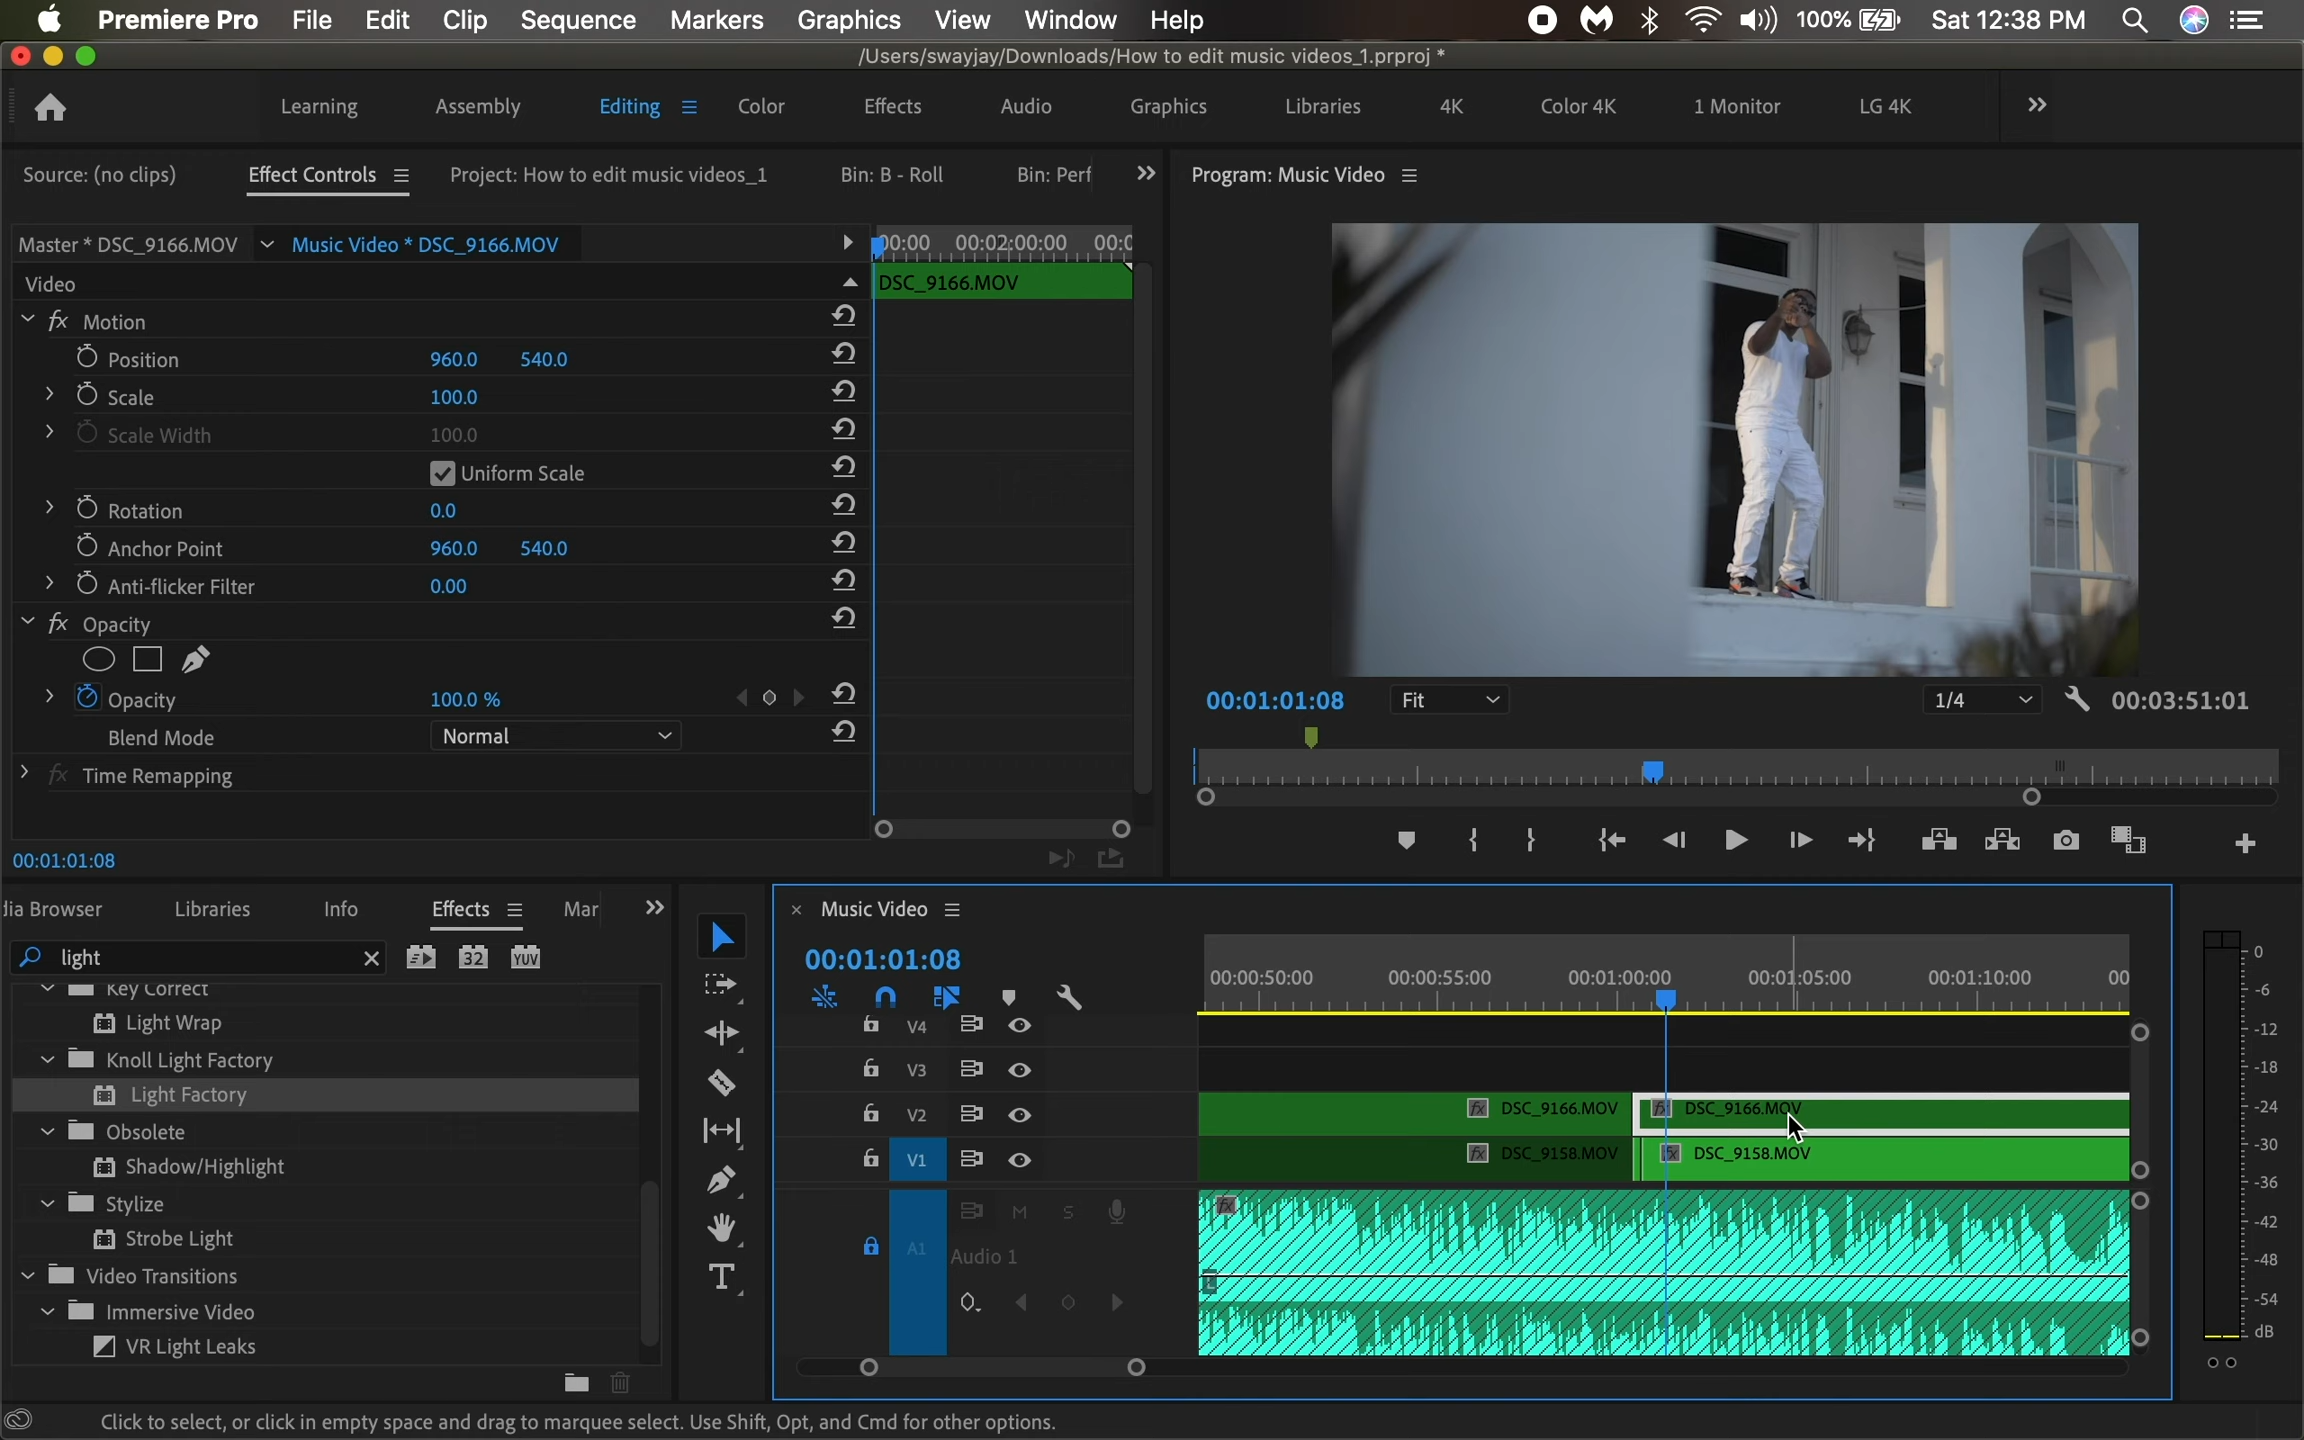 Premiere Pro File Edit Clip Sequence Markers Graphics View Window Help 100% Sat 12:38 PM
/Users/swayjay/Downloads/How to edit music videos_1.prproj *
Learning Assembly Editing Color Effects Audio Graphics Libraries 4K Color 4K 1 Monitor LG 4K
Source: (no clips) Effect Controls Project: How to edit music videos_1 Bin: B - Roll Bin: Perf
Program: Music Video
Master * DSC_9166.MOV Music Video * DSC_9166.MOV
00:00 00:02:00:00 00:0
Video
DSC_9166.MOV
fx Motion
Position 960.0 540.0
Scale 100.0
Scale Width 100.0
Uniform Scale
Rotation 0.0
Anchor Point 960.0 540.0
Anti-flicker Filter 0.00
fx Opacity
Opacity 100.0 %
Blend Mode Normal
fx Time Remapping
00:01:01:08
00:01:01:08 Fit 1/4 00:03:51:01
dia Browser Libraries Info Effects Mar
light 32 YUV
Key Correct
Light Wrap
Knoll Light Factory
Light Factory
Obsolete
Shadow/Highlight
Stylize
Strobe Light
Video Transitions
Immersive Video
VR Light Leaks
T
× Music Video
00:01:01:08
00:00:50:00 00:00:55:00 00:01:00:00 00:01:05:00 00:01:10:00 00
V4
V3
V2 fx DSC_9166.MOV fx DSC_9166.MOV
V1 fx DSC_9158.MOV fx DSC_9158.MOV
M S fx
A1 Audio 1
L
0
-6
-12
-18
-24
-30
-36
-42
-48
-54
dB
Click to select, or click in empty space and drag to marquee select. Use Shift, Opt, and Cmd for other options.